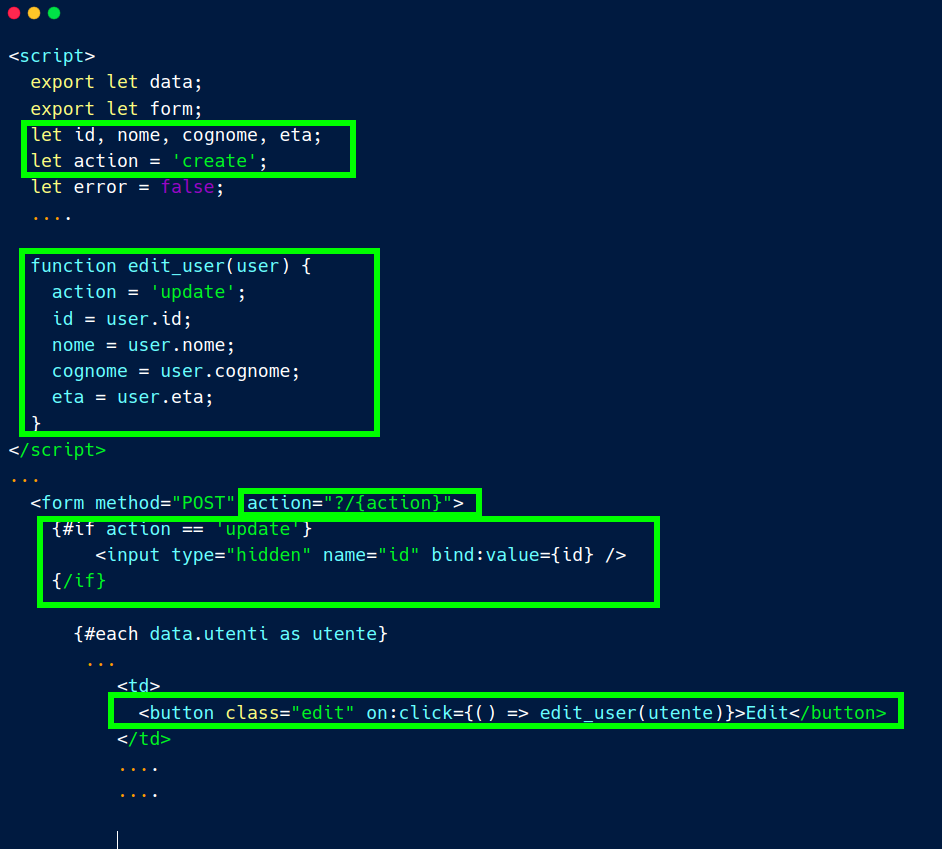 <script>
export let data;
export let form;
let id, nome, cognome, eta;
let action = 'create';
let error = false;
....
function edit_user(user) {
action = 'update';
id = user.id;
nome = user.nome;
cognome = user.cognome;
eta = user.eta;
}
</script>
...
<form method="POST" action="?/{action}">
{#if action == 'update'}
<input type="hidden" name="id" bind:value={id} />
{/if}
{#each data.utenti as utente}
...
<td>
<button class="edit" on:click={() => edit_user(utente)}>Edit</button>
</td>
....
....